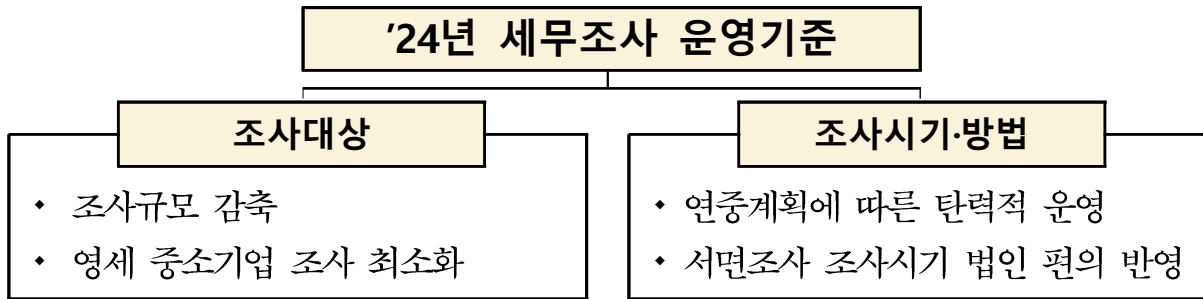 ’24년 세무조사 운영기준
조사대상
◆ 조사규모 감축
◆ 영세 중소기업 조사 최소화
조사시기·방법
◆ 연중계획에 따른 탄력적 운영
◆ 서면조사 조사시기 법인 편의 반영